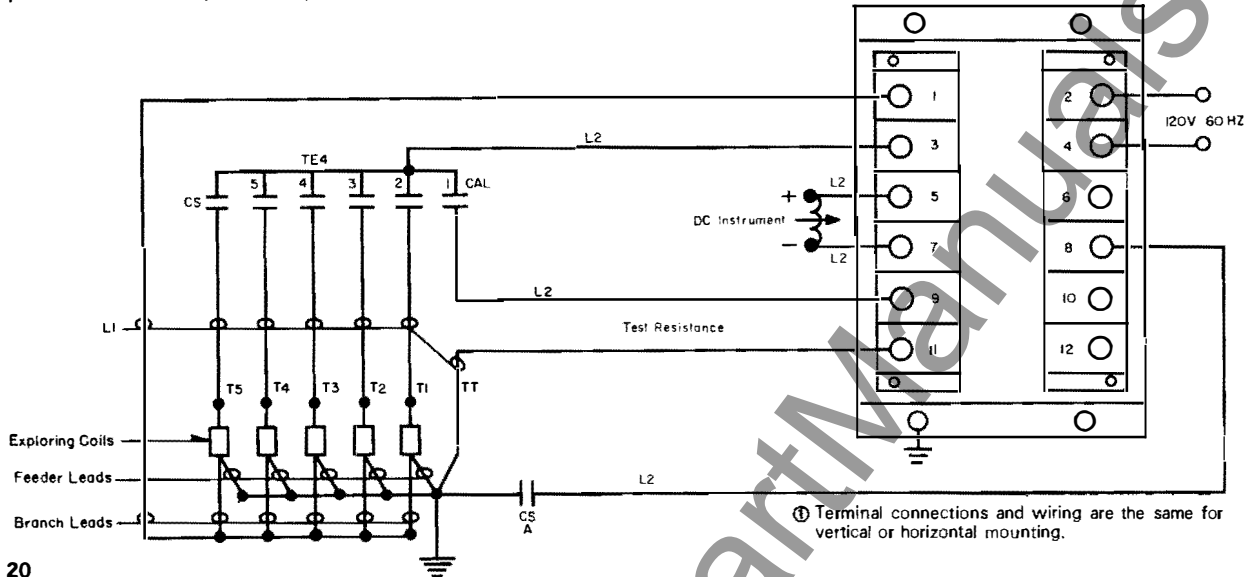 1 2
120V 60 HZ
L2
3 4
TE4
5 4 3 2 1 CAL
CS
+ L2 5 6
DC Instrument
- L2 7 8
L2 9 10
L1
Test Resistance
11 12
T5 T4 T3 T2 T1 TT
Exploring Coils
Feeder Leads
L2
CS
A
Branch Leads
① Terminal connections and wiring are the same for
vertical or horizontal mounting.
20
artManuals